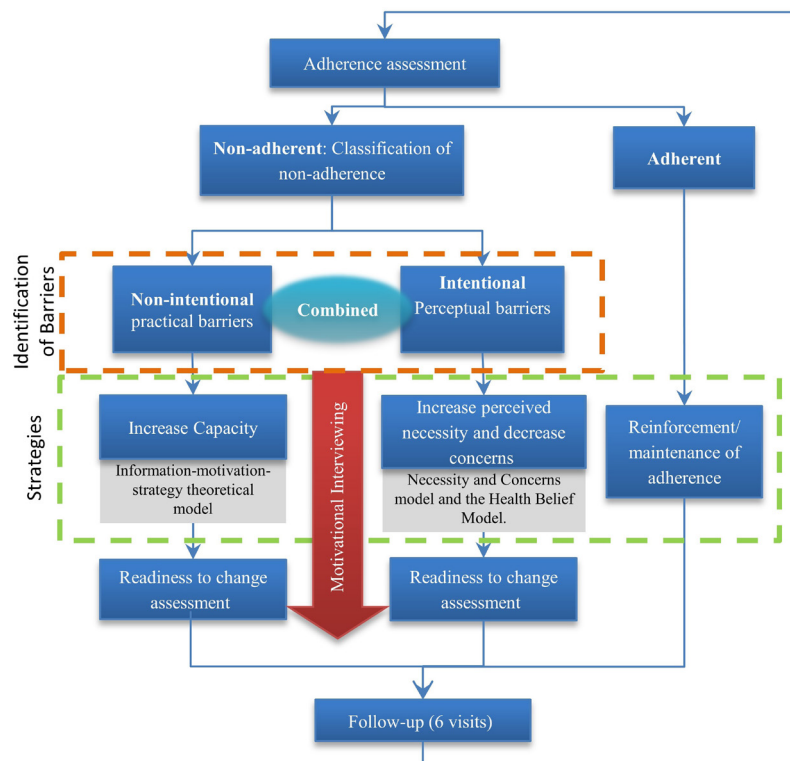 Adherence assessment
Non-adherent: Classification of
non-adherence
Adherent
Identification
of Barriers
Non-intentional
practical barriers
Combined
Intentional
Perceptual barriers
Strategies
Increase Capacity
Information-motivation-
strategy theoretical
model
Motivational Interviewing
Increase perceived
necessity and decrease
concerns
Necessity and Concerns
model and the Health Belief
Model.
Reinforcement/
maintenance of
adherence
Readiness to change
assessment
Readiness to change
assessment
Follow-up (6 visits)